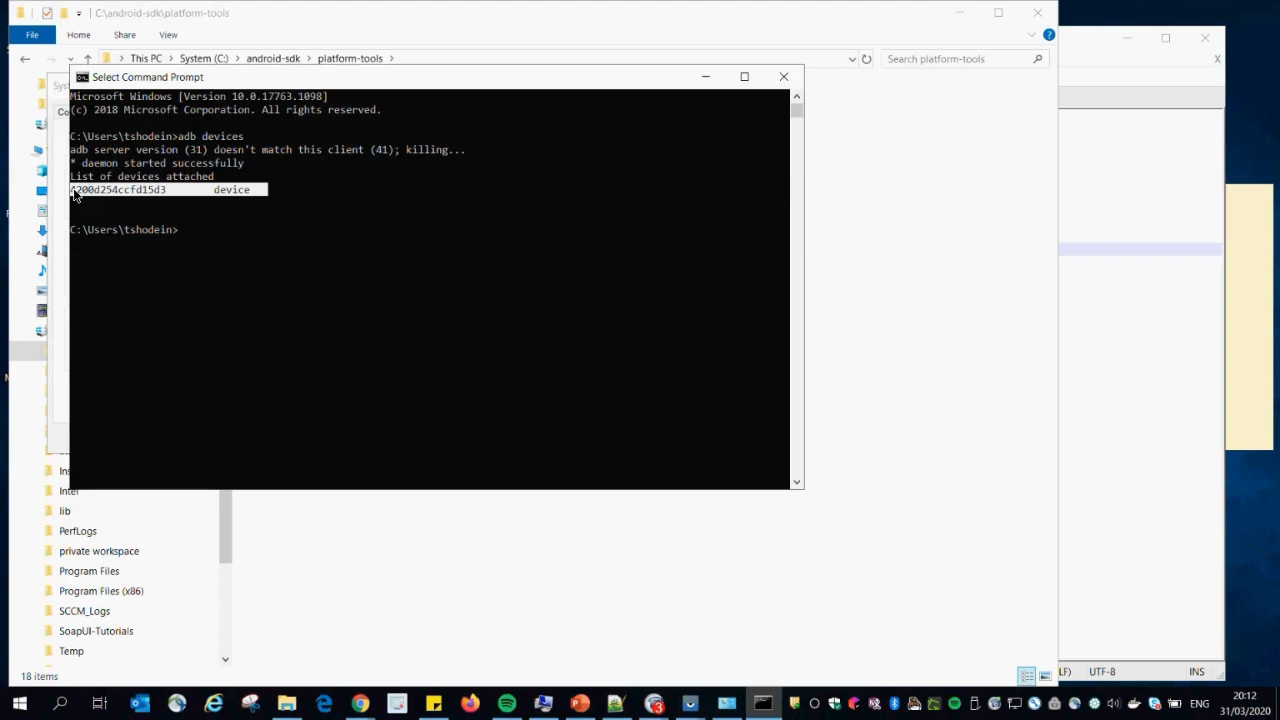 C:\android-sdk\platform-tools
File
Home
Share
View
This PC
System (C:)
android-sdk
platform-tools
Search platform-tools
Select Command Prompt
Microsoft Windows [Version 10.0.17763.1098]
(c) 2018 Microsoft Corporation. All rights reserved.
C:\Users\tshodein>adb devices
adb server version (31) doesn't match this client (41); killing...
* daemon started successfully
List of devices attached
4200d254ccfd15d3 device
C:\Users\tshodein>
Intel
lib
PerfLogs
private workspace
Program Files
Program Files (x86)
SCCM_Logs
SoapUI-Tutorials
Temp
18 items
UTF-8
INS
ENG
20:12
31/03/2020